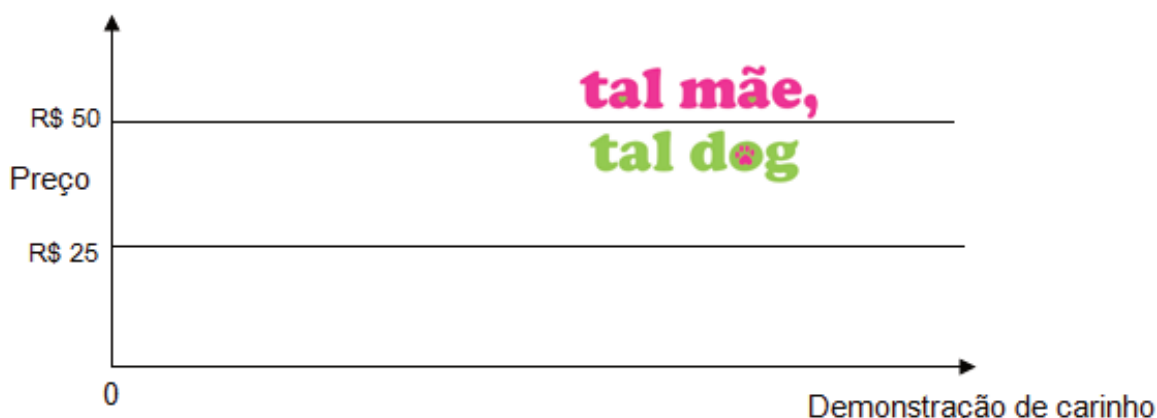 tal mãe,
R$ 50
tal dog
Preço
R$ 25
0
Demonstração de carinho